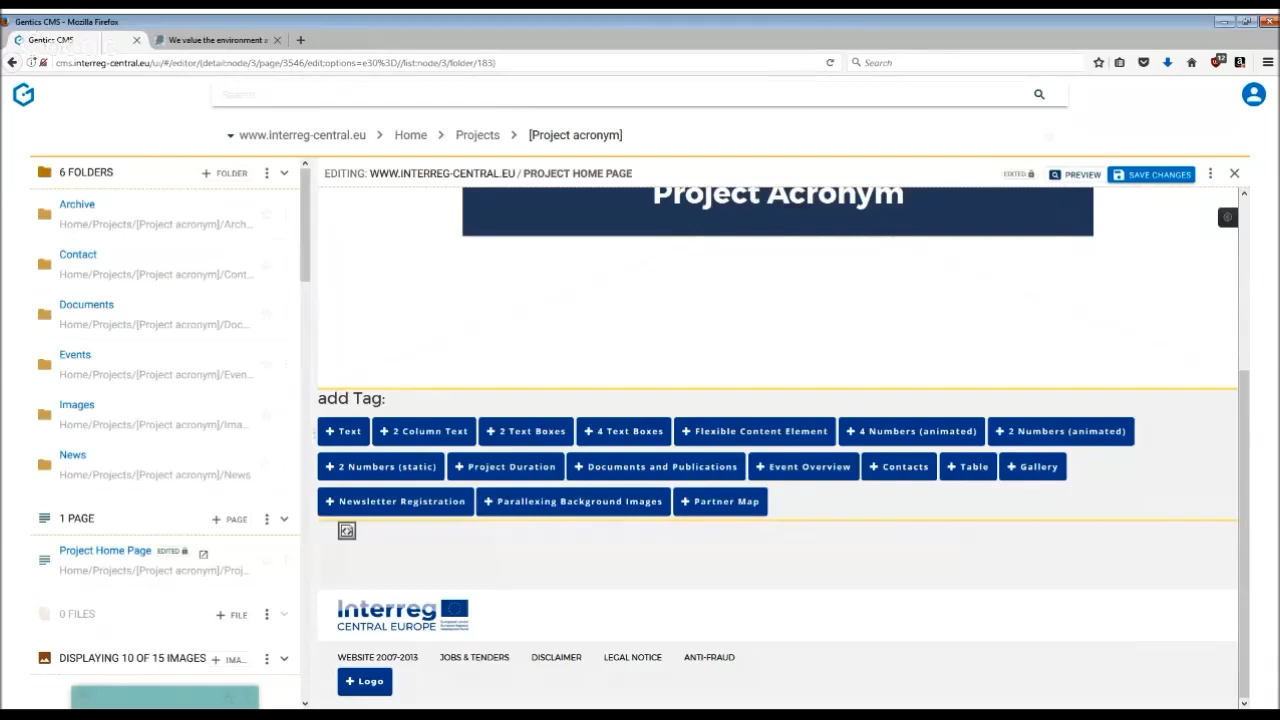 Gentics CMS - Mozilla Firefox
Gentics CMS
We value the environment a
cms.interreg-central.eu/ui/#/editor/(detail:node/3/page/3546/edit;options=e30%3D//list:node/3/folder/183)
Search
12
Search
www.interreg-central.eu > Home > Projects > [Project acronym]
6 FOLDERS
+ FOLDER
Archive
Home/Projects/[Project acronym]/Arch...
Contact
Home/Projects/[Project acronym]/Cont...
Documents
Home/Projects/[Project acronym]/Doc...
Events
Home/Projects/[Project acronym]/Even...
Images
Home/Projects/[Project acronym]/Ima...
News
Home/Projects/[Project acronym]/News
1 PAGE
+ PAGE
Project Home Page EDITED
Home/Projects/[Project acronym]/Proj...
0 FILES
+ FILE
DISPLAYING 10 OF 15 IMAGES
+ IMA...
EDITING: WWW.INTERREG-CENTRAL.EU / PROJECT HOME PAGE
EDITED
PREVIEW
SAVE CHANGES
Project Acronym
add Tag:
+ Text
+ 2 Column Text
+ 2 Text Boxes
+ 4 Text Boxes
+ Flexible Content Element
+ 4 Numbers (animated)
+ 2 Numbers (animated)
+ 2 Numbers (static)
+ Project Duration
+ Documents and Publications
+ Event Overview
+ Contacts
+ Table
+ Gallery
+ Newsletter Registration
+ Parallexing Background Images
+ Partner Map
Interreg
CENTRAL EUROPE
WEBSITE 2007-2013
JOBS & TENDERS
DISCLAIMER
LEGAL NOTICE
ANTI-FRAUD
+ Logo